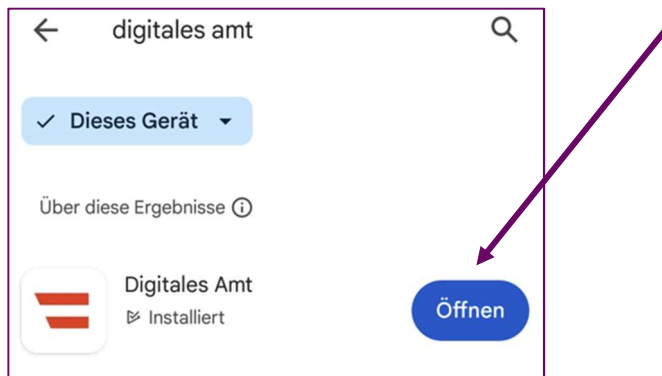 digitales amt
Dieses Gerät
Über diese Ergebnisse
Digitales Amt
Installiert
Öffnen